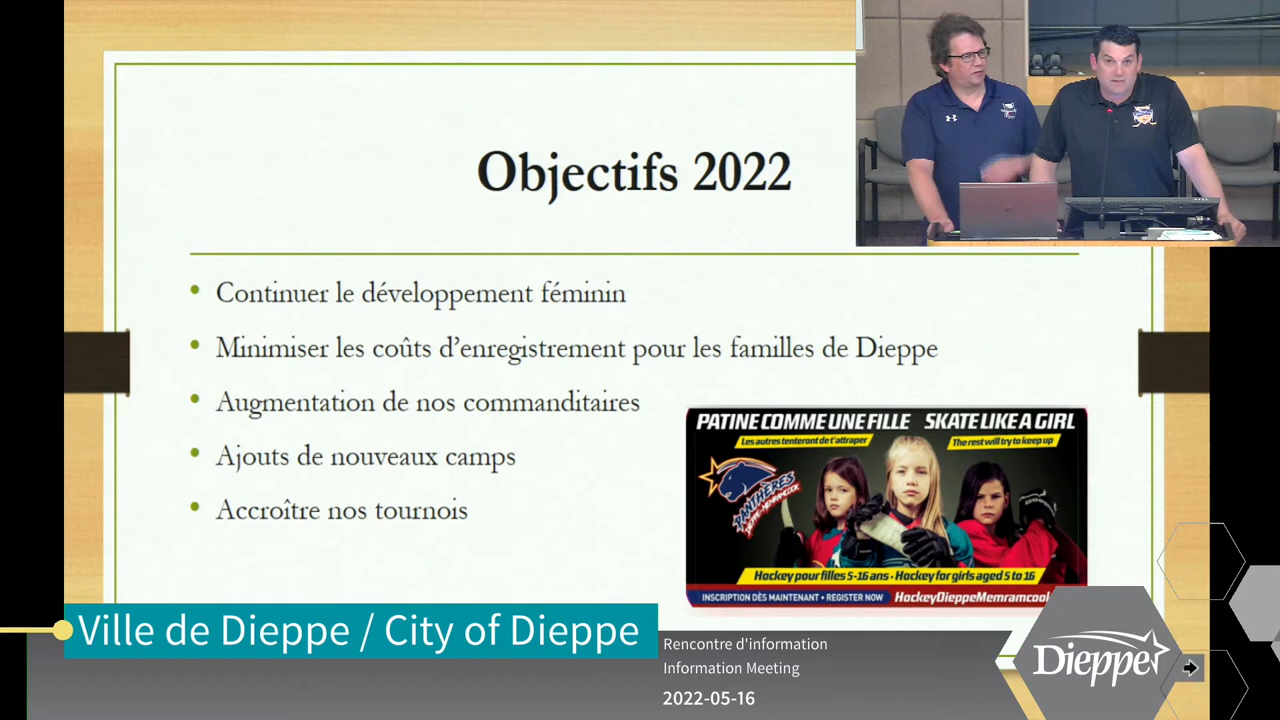 Objectifs 2022
• Continuer le développement féminin
• Minimiser les coûts d'enregistrement pour les familles de Dieppe
• Augmentation de nos commanditaires
• Ajouts de nouveaux camps
• Accroître nos tournois
PATINE COMME UNE FILLE SKATE LIKE A GIRL
Les autres tenteront de t'attraper The rest will try to keep up
PANTHÈRES
DIEPPE-MEMRAMCOOK
Hockey pour filles 5-16 ans • Hockey for girls aged 5 to 16
INSCRIPTION DÈS MAINTENANT • REGISTER NOW HockeyDieppeMemramcook
Ville de Dieppe / City of Dieppe
Rencontre d'information
Information Meeting
2022-05-16
Dieppe